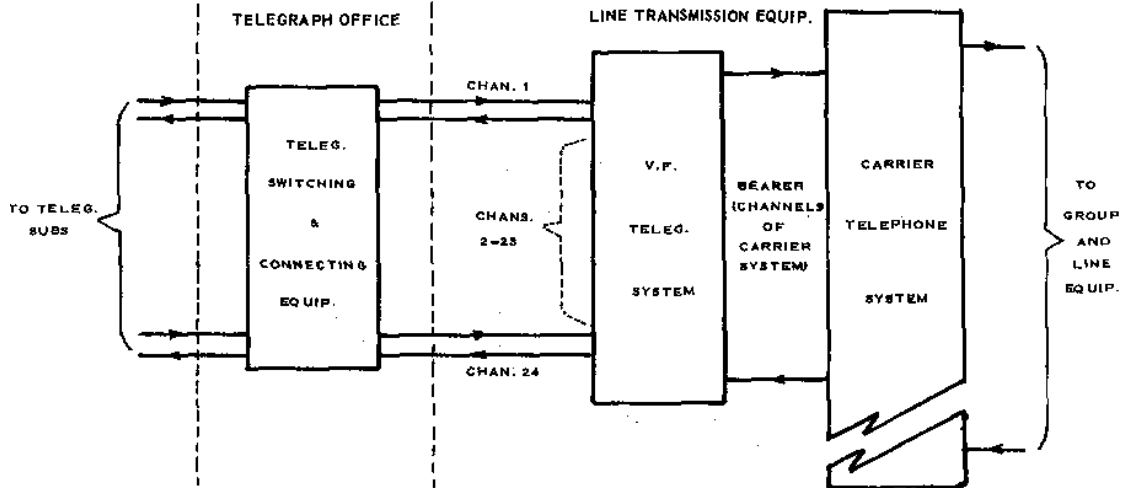 TELEGRAPH OFFICE
LINE TRANSMISSION EQUIP.
CHAN. 1
TELEG.
SWITCHING
&
CONNECTING
EQUIP.
TO TELEG.
SUBS
CHANS.
2-23
CHAN. 24
V.F.
TELEG.
SYSTEM
BEARER
(CHANNELS
OF
CARRIER
SYSTEM)
CARRIER
TELEPHONE
SYSTEM
TO
GROUP
AND
LINE
EQUIP.